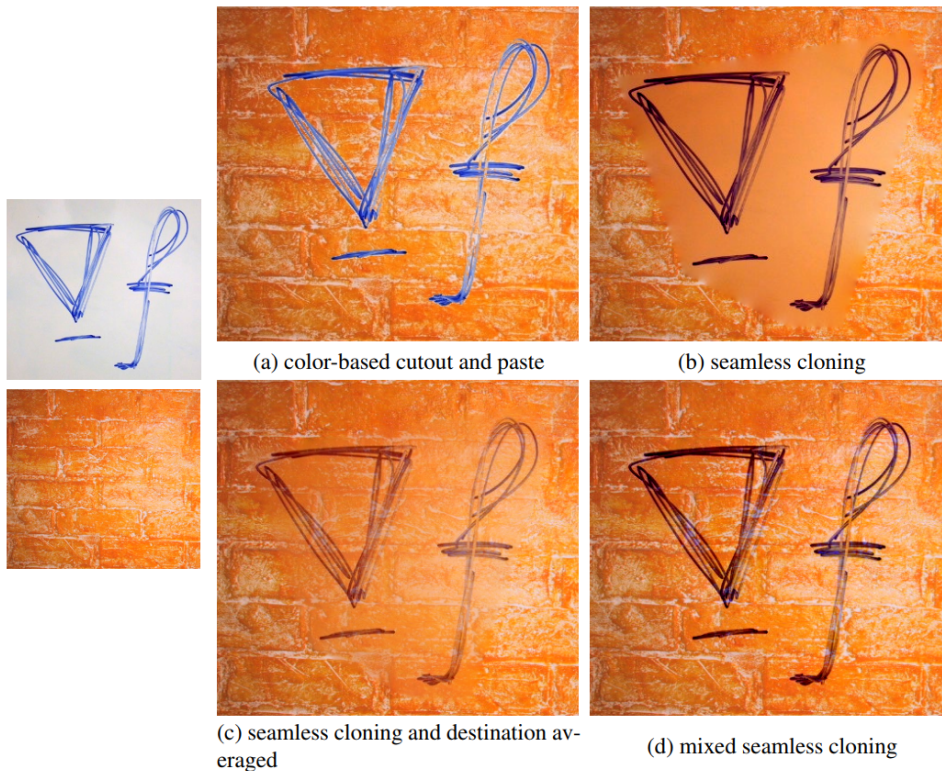 ∇f
∇f
∇f
(a) color-based cutout and paste
(b) seamless cloning
∇f
∇f
(c) seamless cloning and destination av-
eraged
(d) mixed seamless cloning